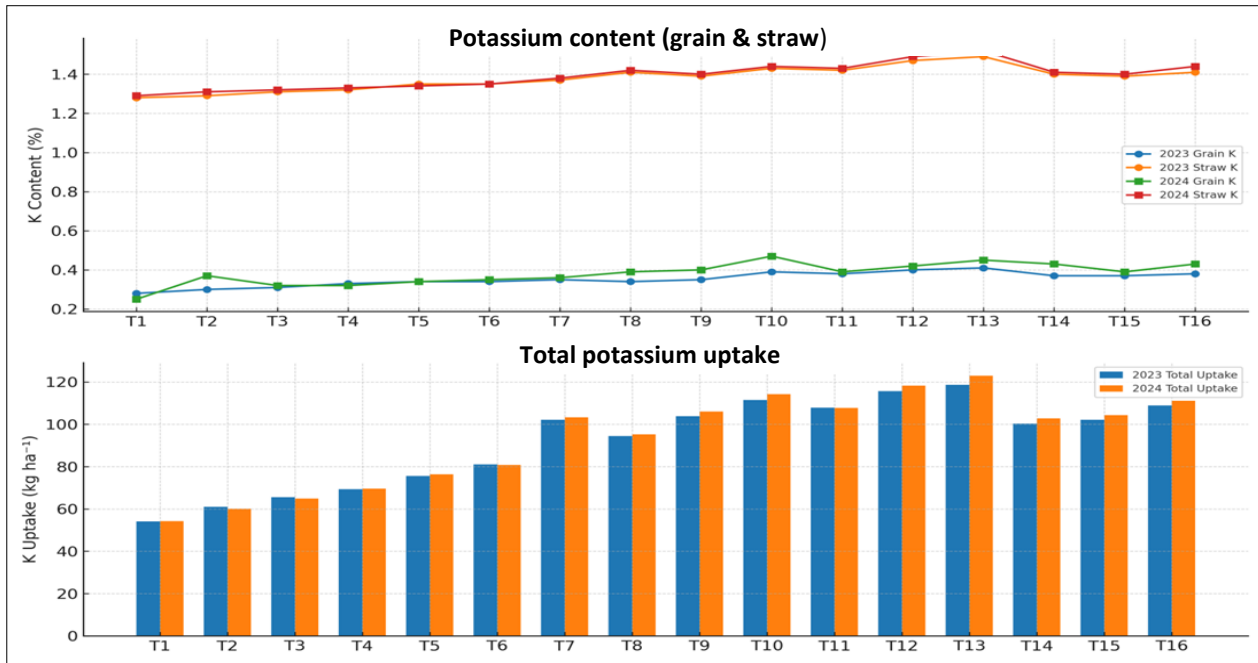 Potassium content (grain & straw)
K Content (%)
1.4
1.2
1.0
0.8
0.6
0.4
0.2
2023 Grain K
2023 Straw K
2024 Grain K
2024 Straw K
T1 T2 T3 T4 T5 T6 T7 T8 T9 T10 T11 T12 T13 T14 T15 T16
Total potassium uptake
K Uptake (kg ha⁻¹)
120
100
80
60
40
20
0
2023 Total Uptake
2024 Total Uptake
T1 T2 T3 T4 T5 T6 T7 T8 T9 T10 T11 T12 T13 T14 T15 T16